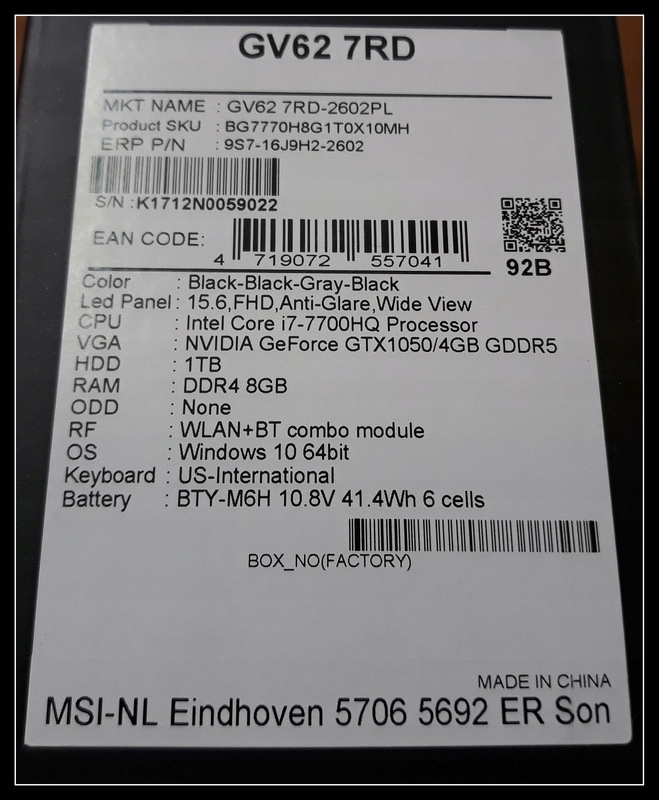 GV62 7RD
MKT NAME : GV62 7RD-2602PL
Product SKU : BG7770H8G1T0X10MH
ERP P/N : 9S7-16J9H2-2602
S/N :K1712N0059022
EAN CODE:
4 719072 557041
92B
Color : Black-Black-Gray-Black
Led Panel : 15.6,FHD,Anti-Glare,Wide View
CPU : Intel Core i7-7700HQ Processor
VGA : NVIDIA GeForce GTX1050/4GB GDDR5
HDD : 1TB
RAM : DDR4 8GB
ODD : None
RF : WLAN+BT combo module
OS : Windows 10 64bit
Keyboard : US-International
Battery : BTY-M6H 10.8V 41.4Wh 6 cells
BOX_NO(FACTORY)
MADE IN CHINA
MSI-NL Eindhoven 5706 5692 ER Son